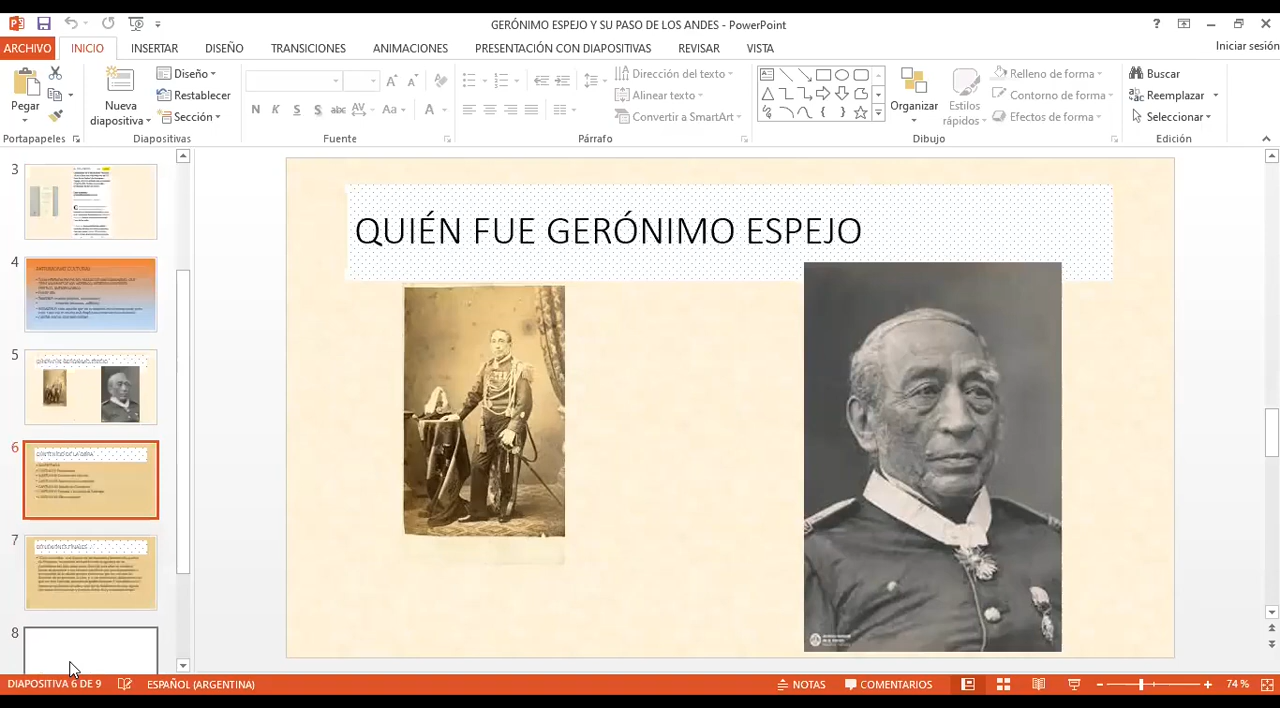 GERÓNIMO ESPEJO Y SU PASO DE LOS ANDES - PowerPoint
ARCHIVO INICIO INSERTAR DISEÑO TRANSICIONES ANIMACIONES PRESENTACIÓN CON DIAPOSITIVAS REVISAR VISTA Iniciar sesión
Pegar
Nueva diapositiva
Diseño
Restablecer
Sección
N K S S abc AV Aa A
Dirección del texto
Alinear texto
Convertir a SmartArt
Organizar
Estilos rápidos
Relleno de forma
Contorno de forma
Efectos de forma
Buscar
Reemplazar
Seleccionar
Portapapeles Diapositivas Fuente Párrafo Dibujo Edición
3
4
5
6
7
8
QUIÉN FUE GERÓNIMO ESPEJO
DIAPOSITIVA 6 DE 9 ESPAÑOL (ARGENTINA) NOTAS COMENTARIOS 74 %